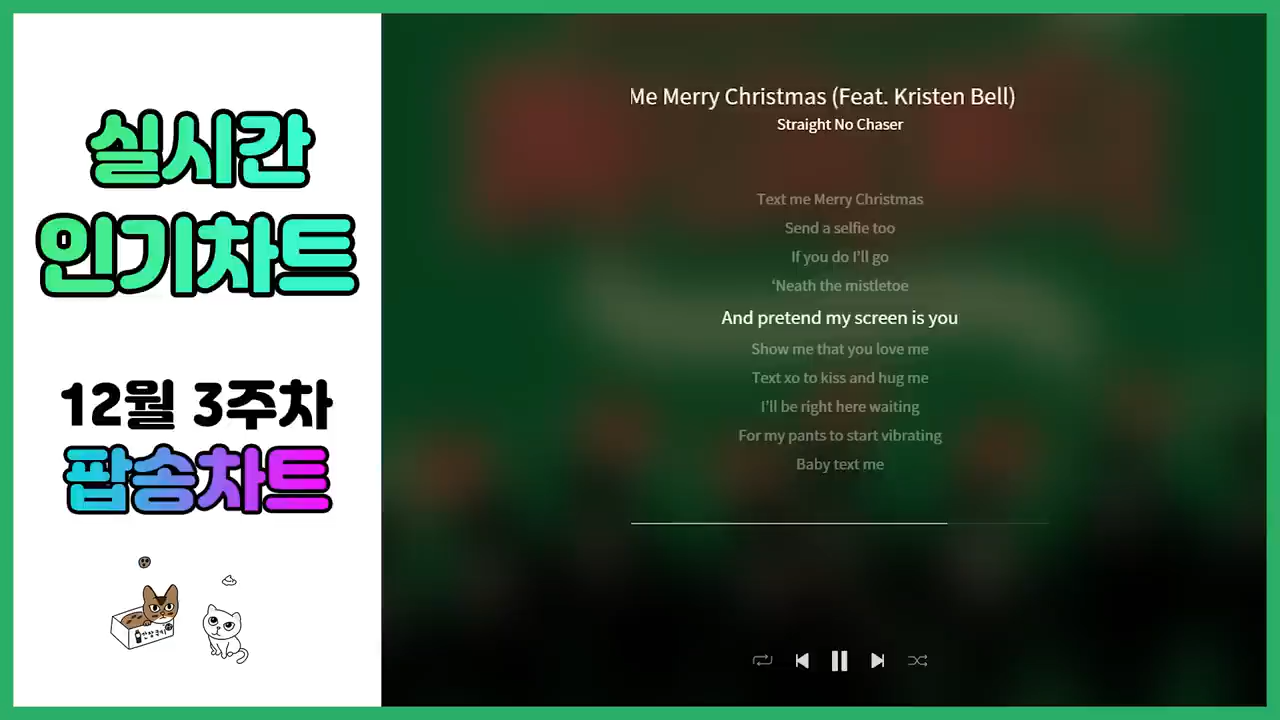 실시간
인기차트
12월 3주차
팝송차트
Me Merry Christmas (Feat. Kristen Bell)
Straight No Chaser
Text me Merry Christmas
Send a selfie too
If you do I’ll go
‘Neath the mistletoe
And pretend my screen is you
Show me that you love me
Text xo to kiss and hug me
I’ll be right here waiting
For my pants to start vibrating
Baby text me